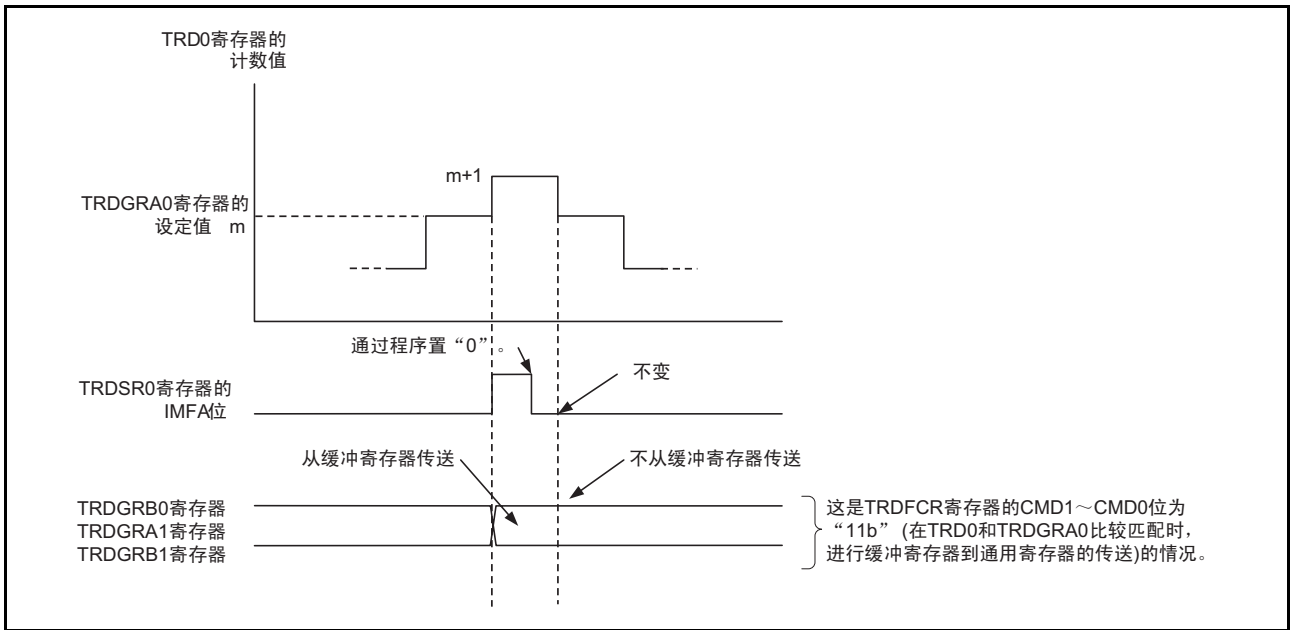 TRD0寄存器的
计数值
m+1
TRDGRA0寄存器的
设定值 m
通过程序置“0”。
不变
TRDSR0寄存器的
IMFA位
从缓冲寄存器传送
不从缓冲寄存器传送
TRDGRB0寄存器
TRDGRA1寄存器
TRDGRB1寄存器
这是TRDFCR寄存器的CMD1～CMD0位为
“11b” (在TRD0和TRDGRA0比较匹配时，
进行缓冲寄存器到通用寄存器的传送)的情况。